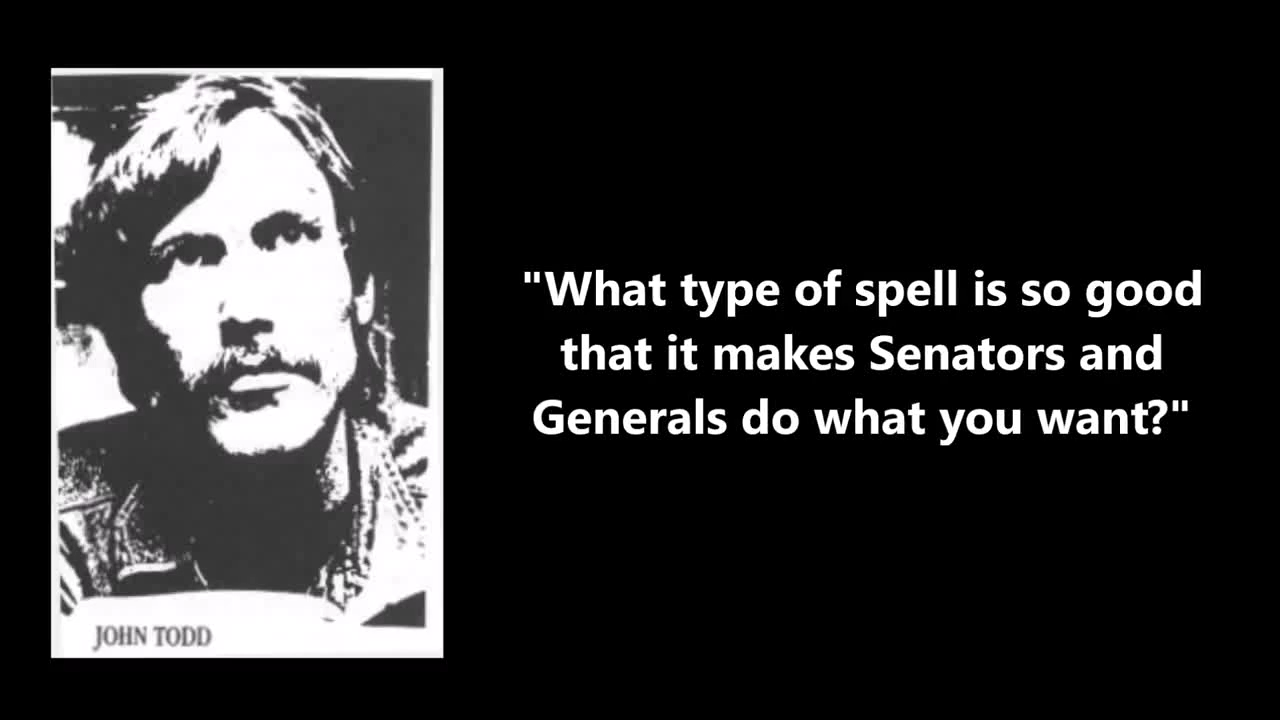 "What type of spell is so good
that it makes Senators and
Generals do what you want?"
JOHN TODD